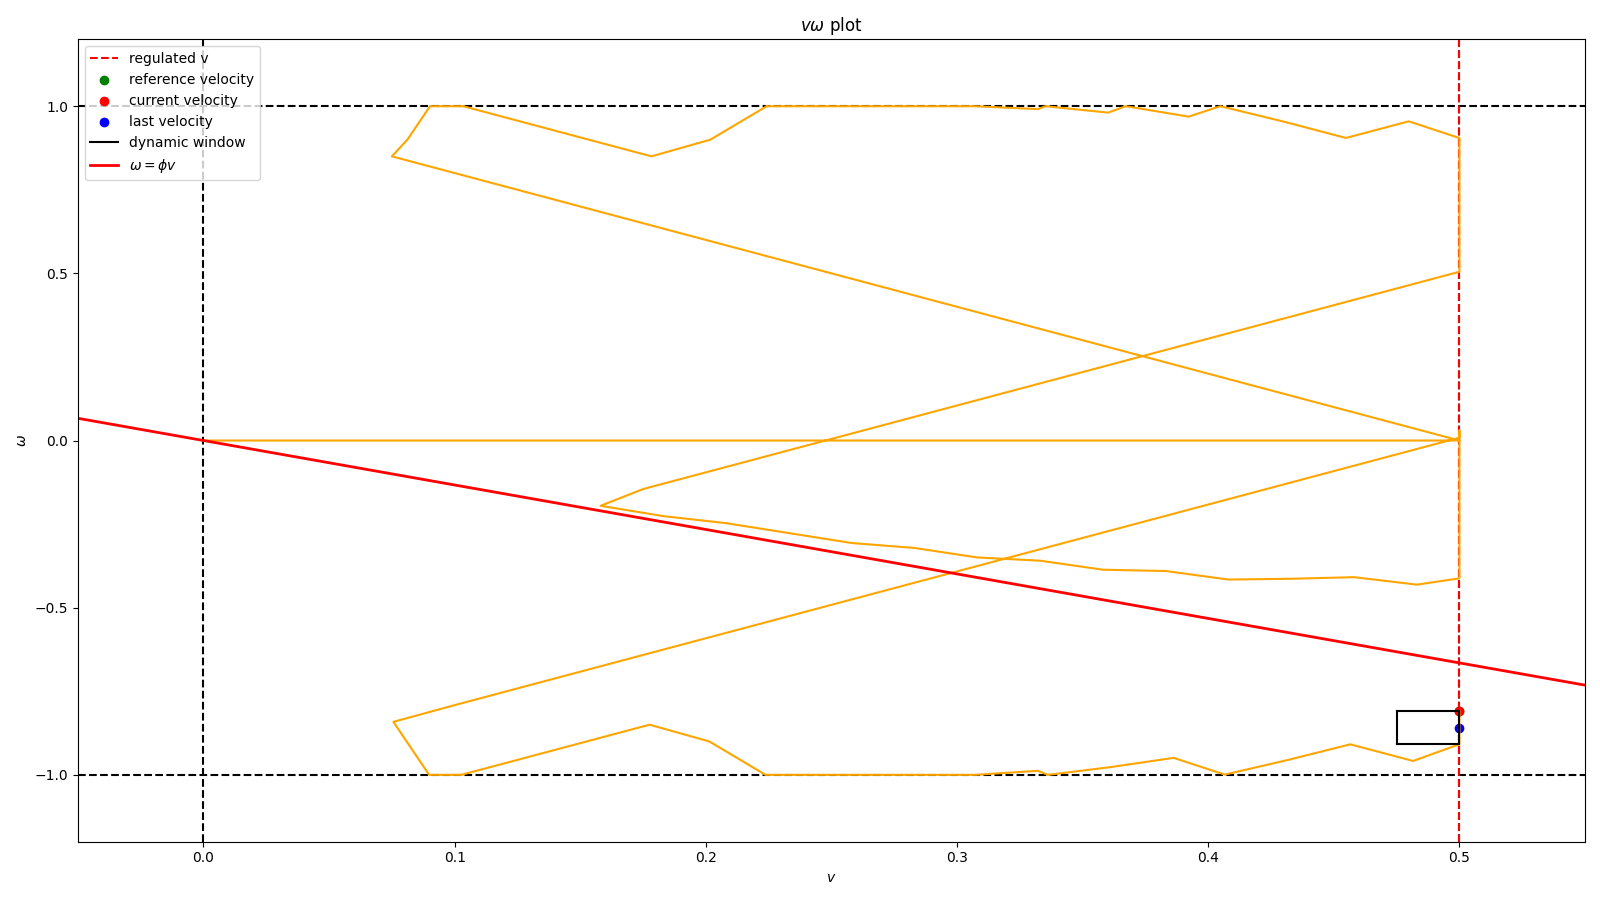 vω plot
regulated v
reference velocity
current velocity
last velocity
dynamic window
ω = ϕv
1.0
0.5
0.0
−0.5
−1.0
ω
0.0 0.1 0.2 0.3 0.4 0.5
v